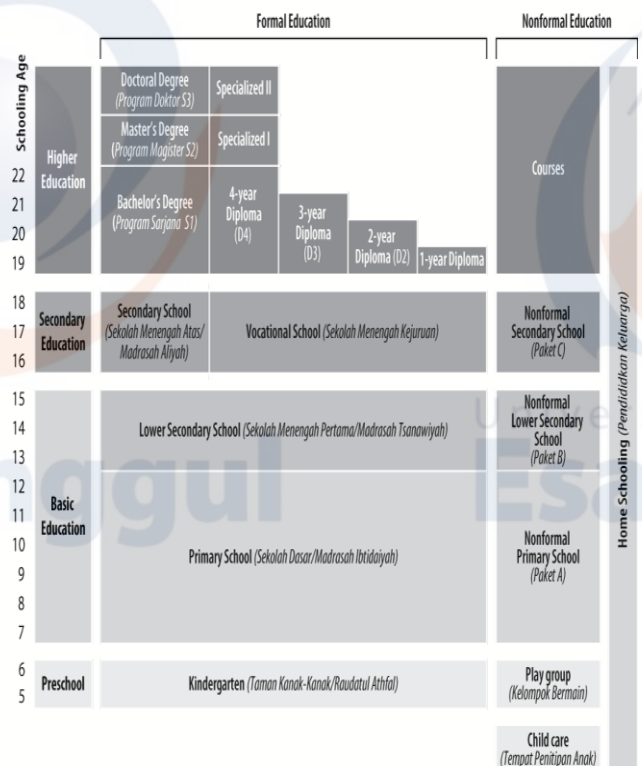 Formal Education
Nonformal Education
Schooling Age
22
21
20
19
18
17
16
15
14
13
12
11
10
9
8
7
6
5
Higher
Education
Doctoral Degree
(Program Doktor S3)
Specialized II
Master's Degree
(Program Magister S2)
Specialized I
Bachelor's Degree
(Program Sarjana S1)
4-year
Diploma
(D4)
3-year
Diploma
(D3)
2-year
Diploma (D2)
1-year Diploma
Courses
Secondary
Education
Secondary School
(Sekolah Menengah Atas/
Madrasah Aliyah)
Vocational School (Sekolah Menengah Kejuruan)
Nonformal
Secondary School
(Paket C)
Basic
Education
Lower Secondary School (Sekolah Menengah Pertama/Madrasah Tsanawiyah)
Nonformal
Lower Secondary
School
(Paket B)
Primary School (Sekolah Dasar/Madrasah Ibtidaiyah)
Nonformal
Primary School
(Paket A)
Preschool
Kindergarten (Taman Kanak-Kanak/Raudatul Athfal)
Play group
(Kelompok Bermain)
Child care
(Tempat Penitipan Anak)
Home Schooling (Pendididkan Keluarga)